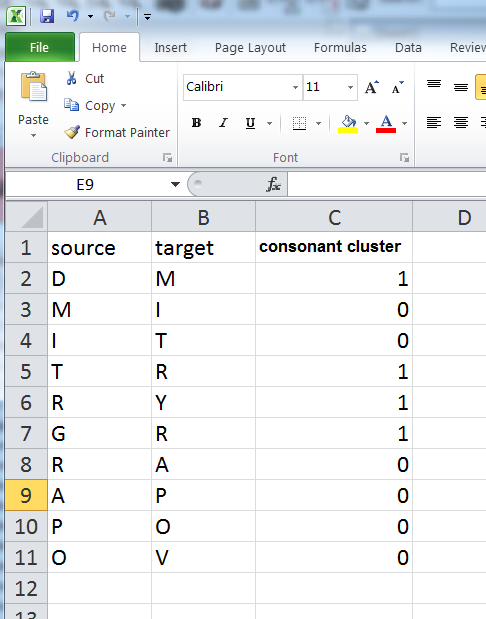 File Home Insert Page Layout Formulas Data Review
Cut
Copy
Format Painter
Paste
Calibri 11 A A
B I U A
Clipboard Font
E9 fx
A B C D
1 source target consonant cluster
2 D M 1
3 M I 0
4 I T 0
5 T R 1
6 R Y 1
7 G R 1
8 R A 0
9 A P 0
10 P O 0
11 O V 0
12
13